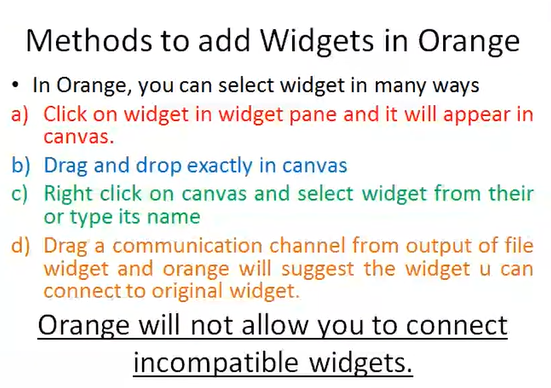 Methods to add Widgets in Orange
• In Orange, you can select widget in many ways
a) Click on widget in widget pane and it will appear in
canvas.
b) Drag and drop exactly in canvas
c) Right click on canvas and select widget from their
or type its name
d) Drag a communication channel from output of file
widget and orange will suggest the widget u can
connect to original widget.
Orange will not allow you to connect
incompatible widgets.